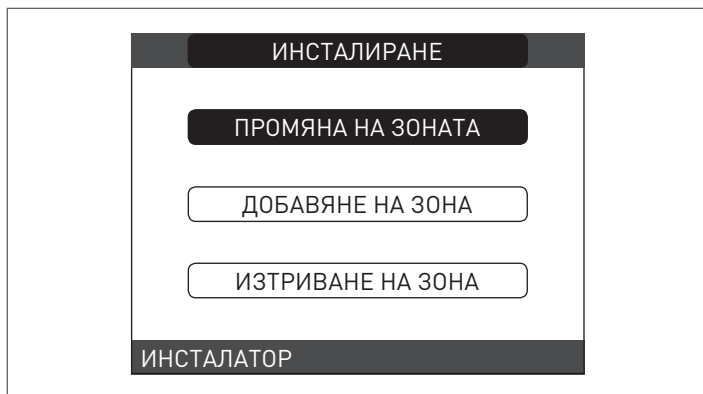 ИНСТАЛИРАНЕ
ПРОМЯНА НА ЗОНАТА
ДОБАВЯНЕ НА ЗОНА
ИЗТРИВАНЕ НА ЗОНА
ИНСТАЛАТОР